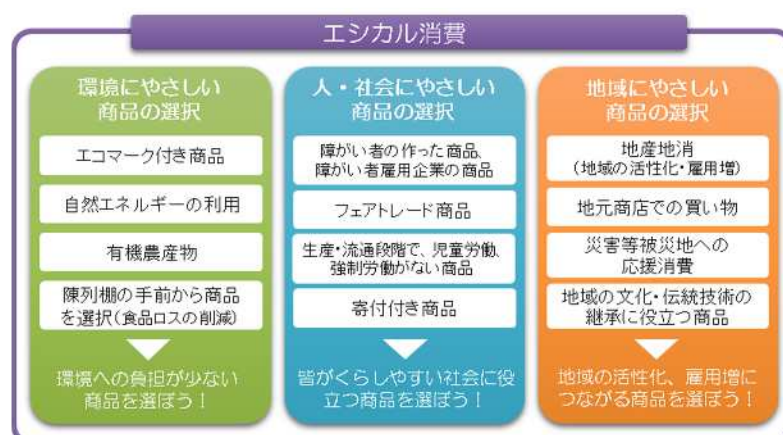 エシカル消費
環境にやさしい
商品の選択
エコマーク付き商品
自然エネルギーの利用
有機農産物
陳列棚の手前から商品
を選択(食品ロスの削減)
環境への負担が少ない
商品を選ぼう！
人・社会にやさしい
商品の選択
障がい者の作った商品、
障がい者雇用企業の商品
フェアトレード商品
生産・流通段階で、児童労働、
強制労働がない商品
寄付付き商品
皆がくらしやすい社会に役
立つ商品を選ぼう！
地域にやさしい
商品の選択
地産地消
(地域の活性化・雇用増)
地元商店での買い物
災害等被災地への
応援消費
地域の文化・伝統技術の
継承に役立つ商品
地域の活性化、雇用増に
つながる商品を選ぼう！